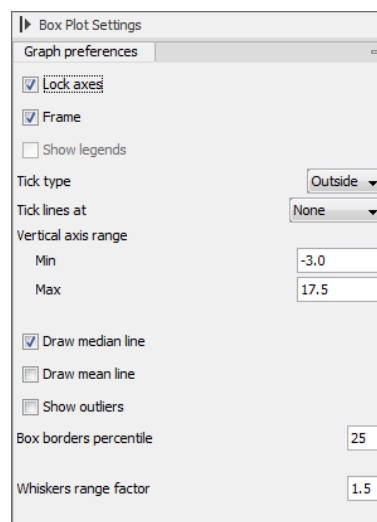 Box Plot Settings
Graph preferences
Lock axes
Frame
Show legends
Tick type Outside
Tick lines at None
Vertical axis range
Min -3.0
Max 17.5
Draw median line
Draw mean line
Show outliers
Box borders percentile 25
Whiskers range factor 1.5